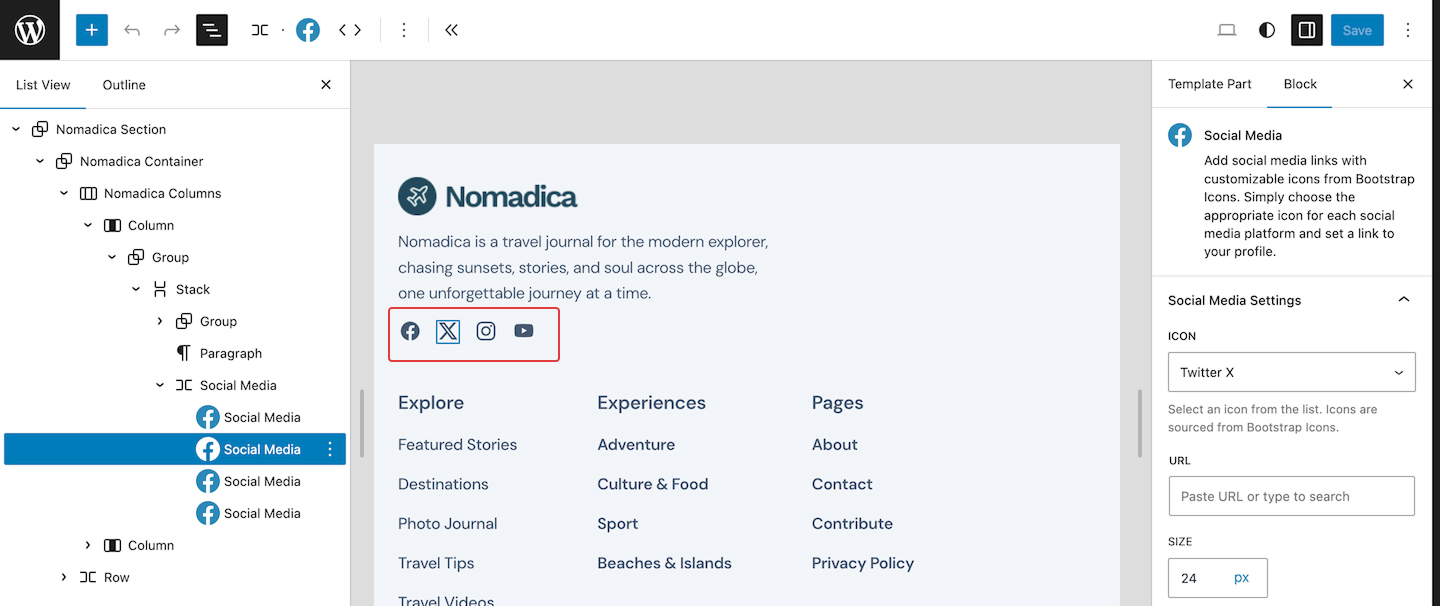 Save
List View
Outline
Nomadica Section
Nomadica Container
Nomadica Columns
Column
Group
Stack
Group
Paragraph
Social Media
Social Media
Social Media
Social Media
Social Media
Column
Row
Nomadica
Nomadica is a travel journal for the modern explorer,
chasing sunsets, stories, and soul across the globe,
one unforgettable journey at a time.
Explore
Featured Stories
Destinations
Photo Journal
Travel Tips
Travel Videos
Experiences
Adventure
Culture & Food
Sport
Beaches & Islands
Pages
About
Contact
Contribute
Privacy Policy
Template Part
Block
Social Media
Add social media links with
customizable icons from Bootstrap
Icons. Simply choose the
appropriate icon for each social
media platform and set a link to
your profile.
Social Media Settings
ICON
Twitter X
Select an icon from the list. Icons are
sourced from Bootstrap Icons.
URL
Paste URL or type to search
SIZE
24 px